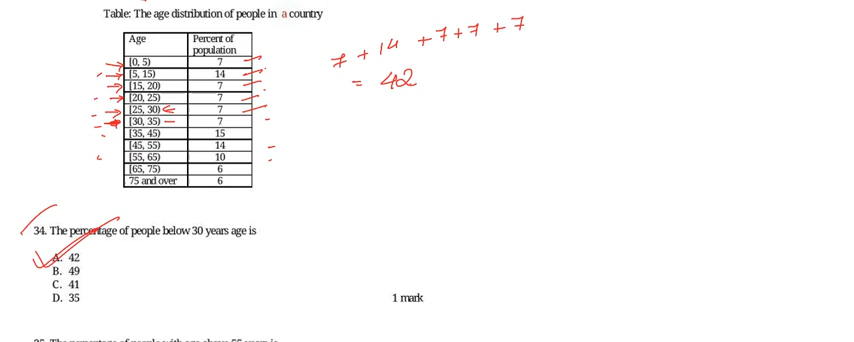 Table: The age distribution of people in a country
Age Percent of population
[0, 5) 7
[5, 15) 14
[15, 20) 7
[20, 25) 7
[25, 30) 7
[30, 35) 7
[35, 45) 15
[45, 55) 14
[55, 65) 10
[65, 75) 6
75 and over 6
7 + 14 + 7 + 7 + 7
= 42
34. The percentage of people below 30 years age is
A. 42
B. 49
C. 41
D. 35
1 mark